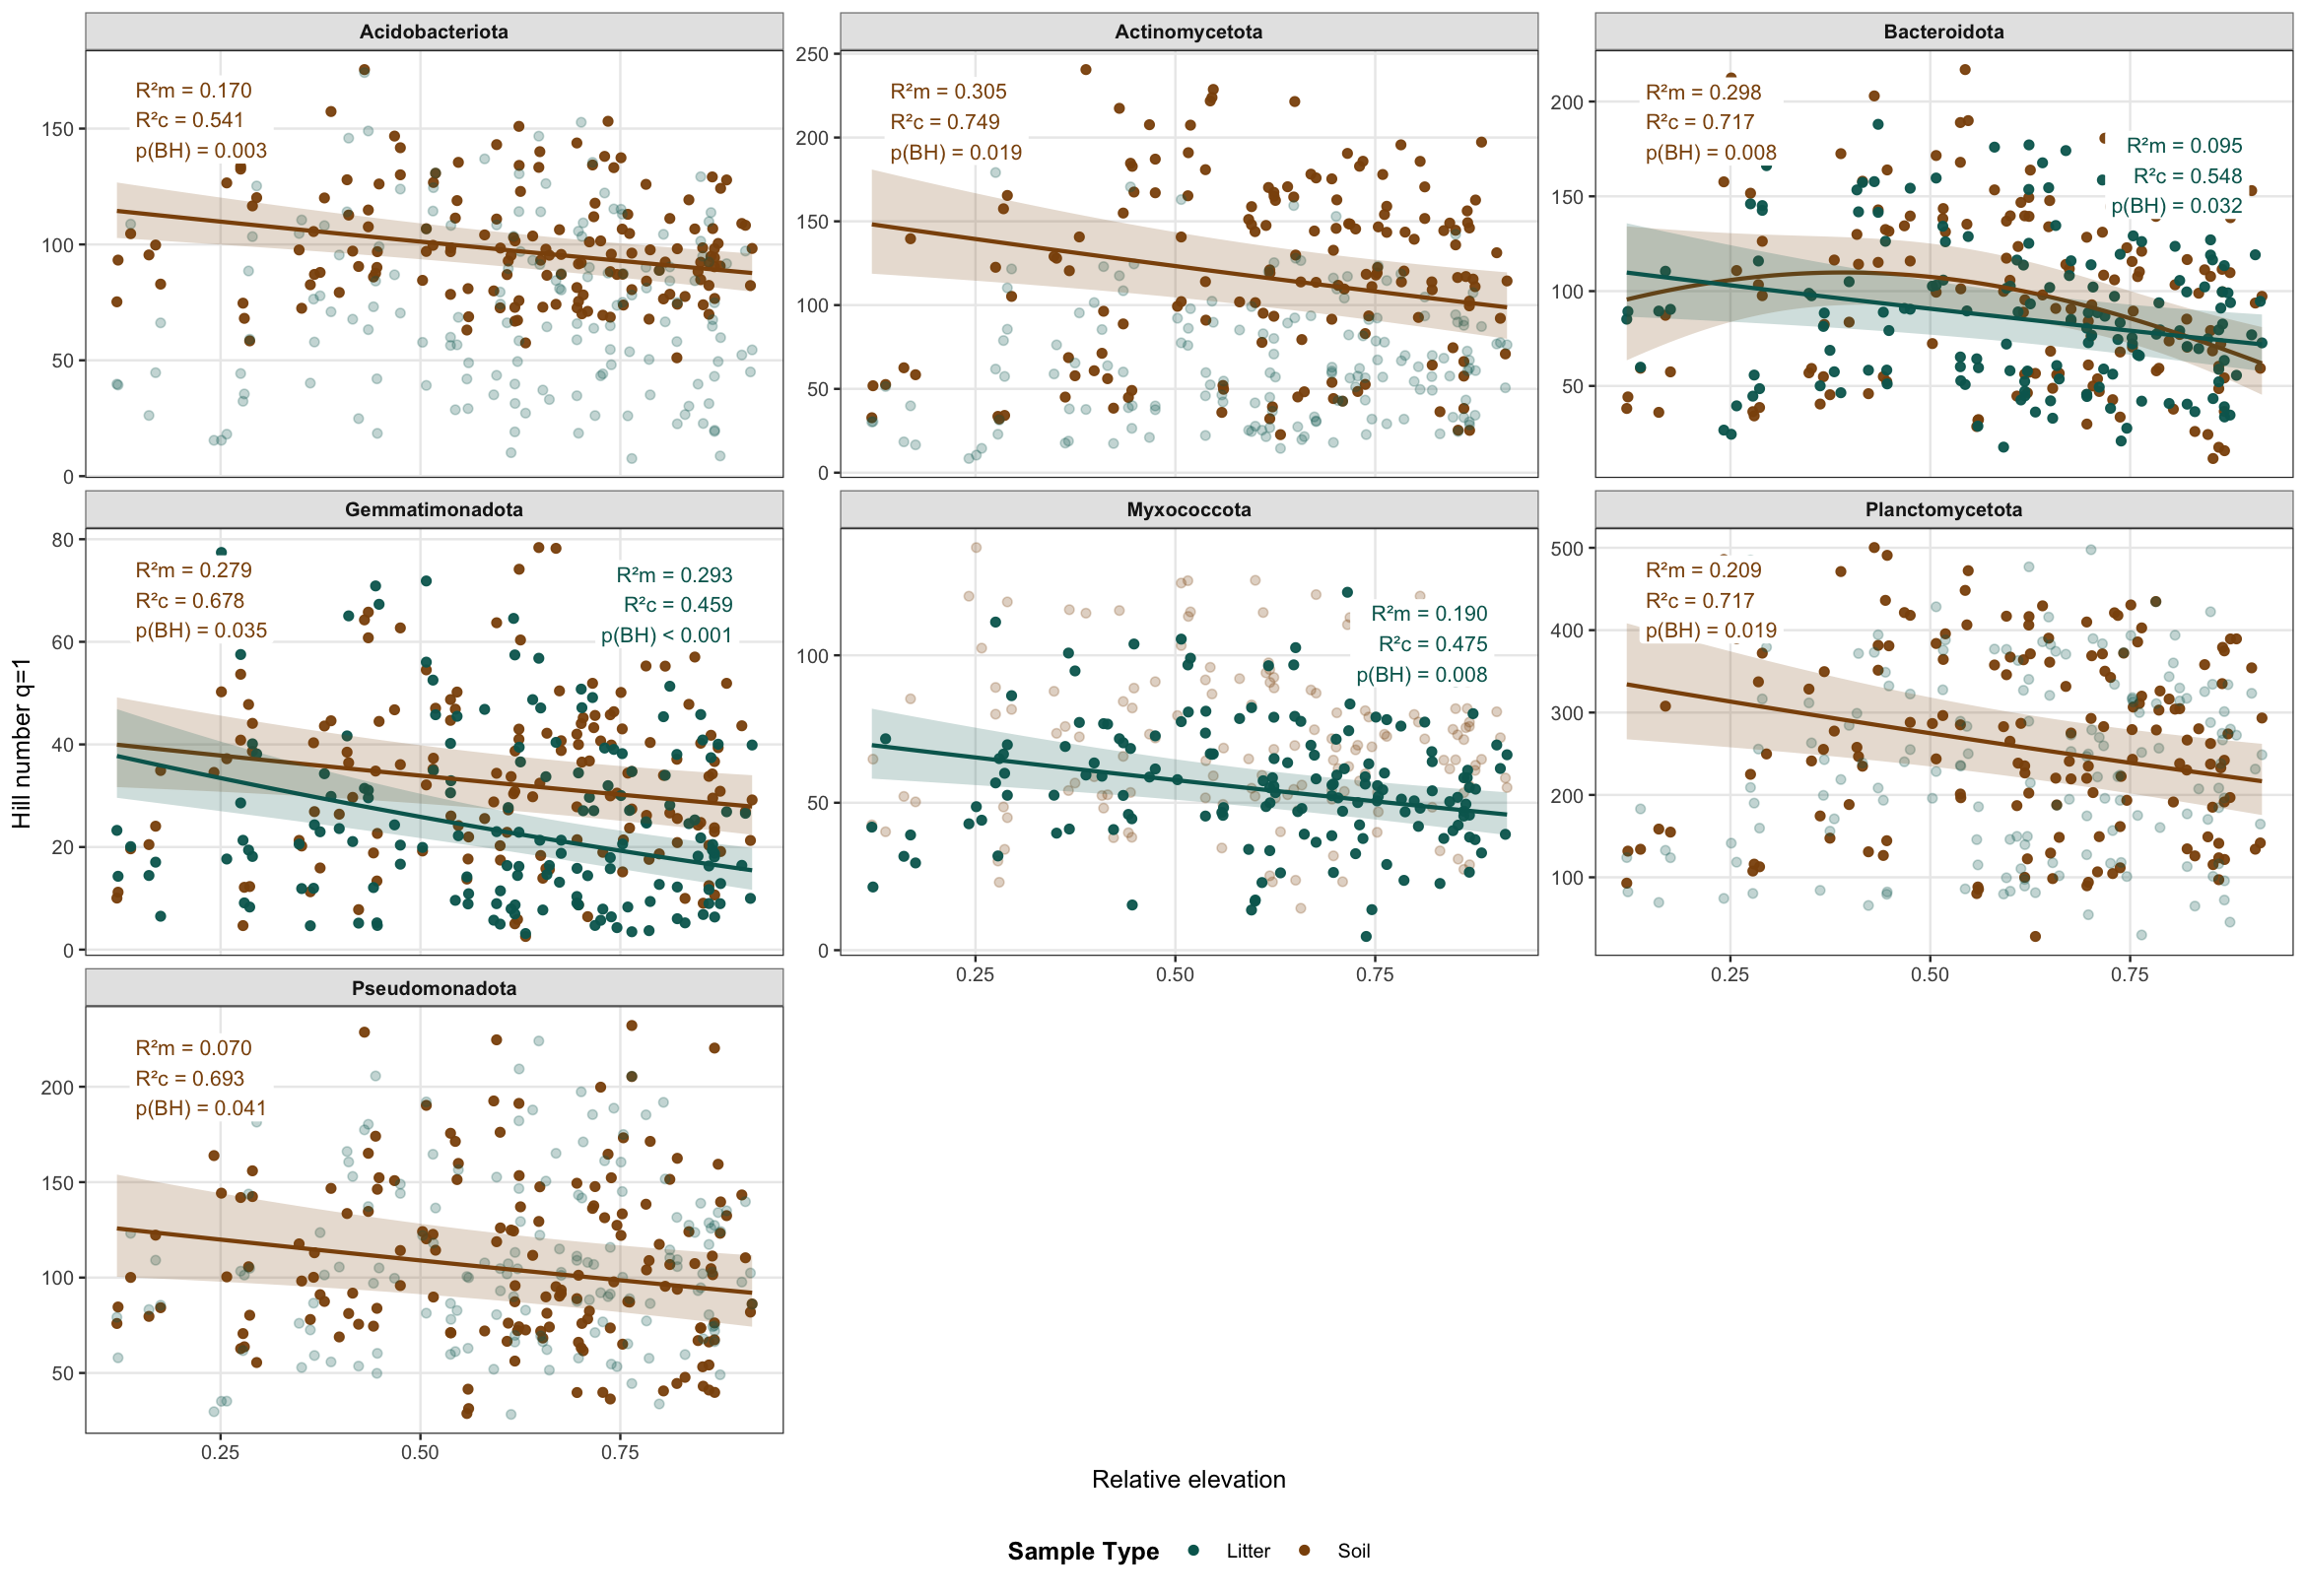 Acidobacteriota
Actinomycetota
Bacteroidota
R²m = 0.170
R²c = 0.541
p(BH) = 0.003
150
100
50
0
R²m = 0.305
R²c = 0.749
p(BH) = 0.019
250
200
150
100
50
0
R²m = 0.298
R²c = 0.717
p(BH) = 0.008
R²m = 0.095
R²c = 0.548
p(BH) = 0.032
200
150
100
50
Gemmatimonadota
Myxococcota
Planctomycetota
R²m = 0.279
R²c = 0.678
p(BH) = 0.035
R²m = 0.293
R²c = 0.459
p(BH) < 0.001
80
60
40
20
0
R²m = 0.190
R²c = 0.475
p(BH) = 0.008
100
50
0
0.25 0.50 0.75
R²m = 0.209
R²c = 0.717
p(BH) = 0.019
500
400
300
200
100
0.25 0.50 0.75
Pseudomonadota
R²m = 0.070
R²c = 0.693
p(BH) = 0.041
200
150
100
50
0.25 0.50 0.75
Hill number q=1
Relative elevation
Sample Type Litter Soil